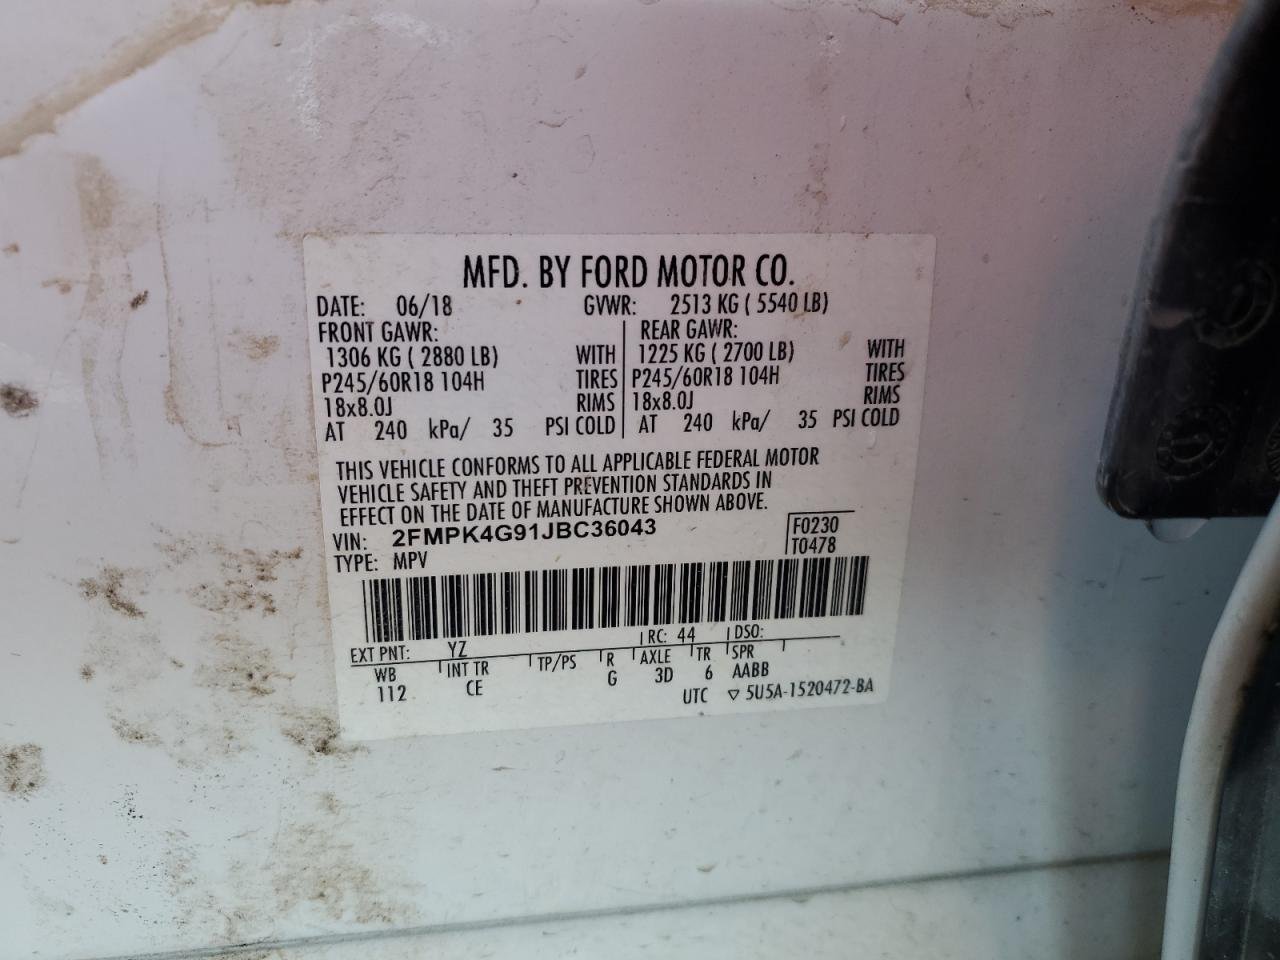 MFD. BY FORD MOTOR CO.
DATE: 06/18 GVWR: 2513 KG ( 5540 LB)
FRONT GAWR: REAR GAWR:
1306 KG ( 2880 LB) WITH 1225 KG ( 2700 LB) WITH
P245/60R18 104H TIRES P245/60R18 104H TIRES
18x8.0J RIMS 18x8.0J RIMS
AT 240 kPa/ 35 PSI COLD AT 240 kPa/ 35 PSI COLD
THIS VEHICLE CONFORMS TO ALL APPLICABLE FEDERAL MOTOR
VEHICLE SAFETY AND THEFT PREVENTION STANDARDS IN
EFFECT ON THE DATE OF MANUFACTURE SHOWN ABOVE.
VIN: 2FMPK4G91JBC36043 F0230
TYPE: MPV T0478
EXT PNT: YZ RC: 44 DSO:
WB INT TR TP/PS R AXLE TR SPR
112 CE G 3D 6 AABB
UTC ▽ 5U5A-1520472-BA